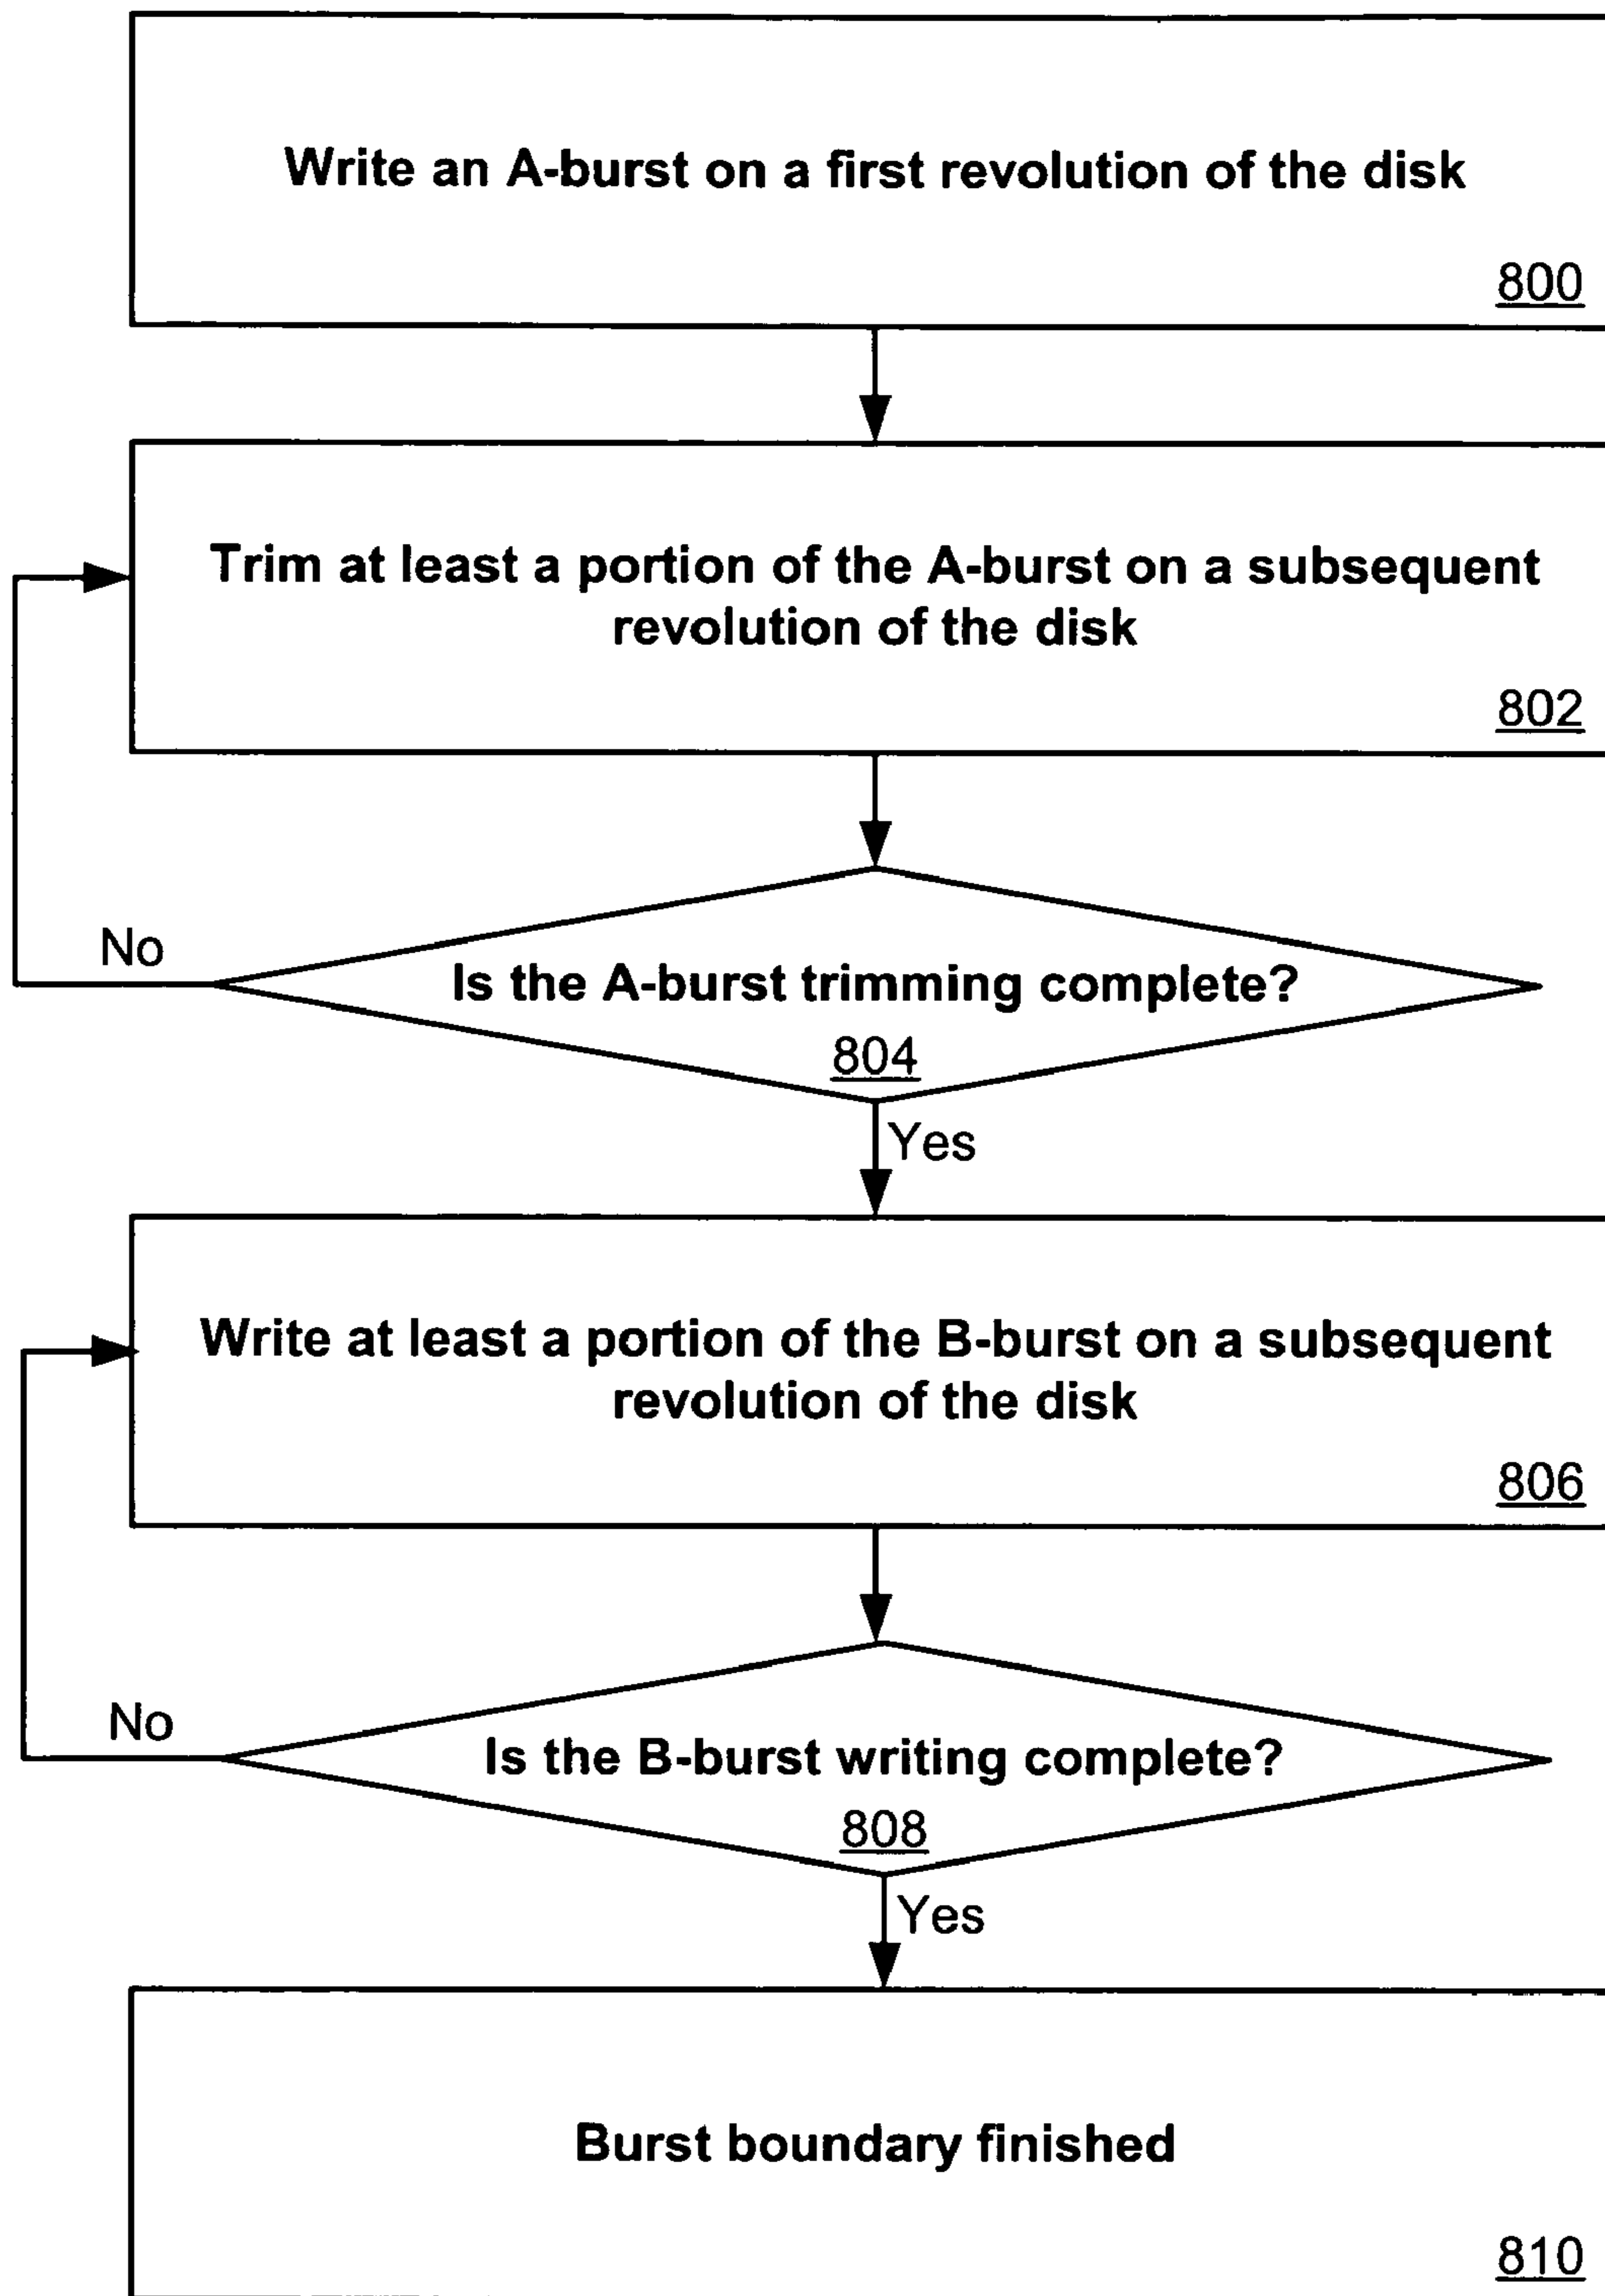 Write an A-burst on a first revolution of the disk
800
Trim at least a portion of the A-burst on a subsequent
revolution of the disk
802
No
Is the A-burst trimming complete?
804
Yes
Write at least a portion of the B-burst on a subsequent
revolution of the disk
806
No
Is the B-burst writing complete?
808
Yes
Burst boundary finished
810